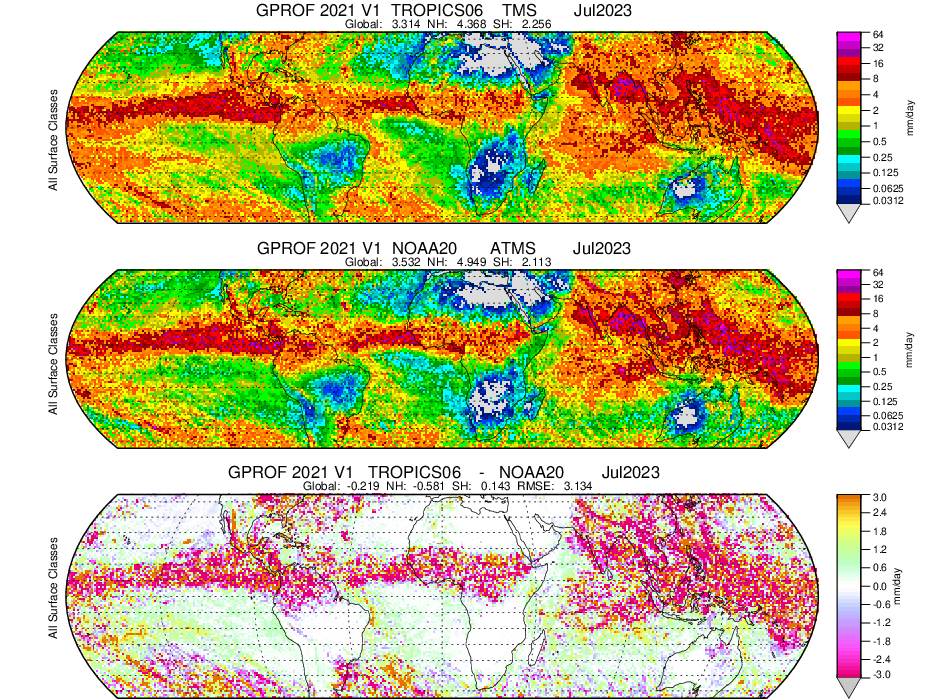 GPROF 2021 V1 TROPICS06 TMS Jul2023
Global: 3.314 NH: 4.368 SH: 2.256
All Surface Classes
64
32
16
8
4
2
1
0.5
0.25
0.125
0.0625
0.0312
mm/day
GPROF 2021 V1 NOAA20 ATMS Jul2023
Global: 3.532 NH: 4.949 SH: 2.113
All Surface Classes
64
32
16
8
4
2
1
0.5
0.25
0.125
0.0625
0.0312
mm/day
GPROF 2021 V1 TROPICS06 - NOAA20 Jul2023
Global: -0.219 NH: -0.581 SH: 0.143 RMSE: 3.134
All Surface Classes
3.0
2.4
1.8
1.2
0.6
0.0
-0.6
-1.2
-1.8
-2.4
-3.0
mm/day